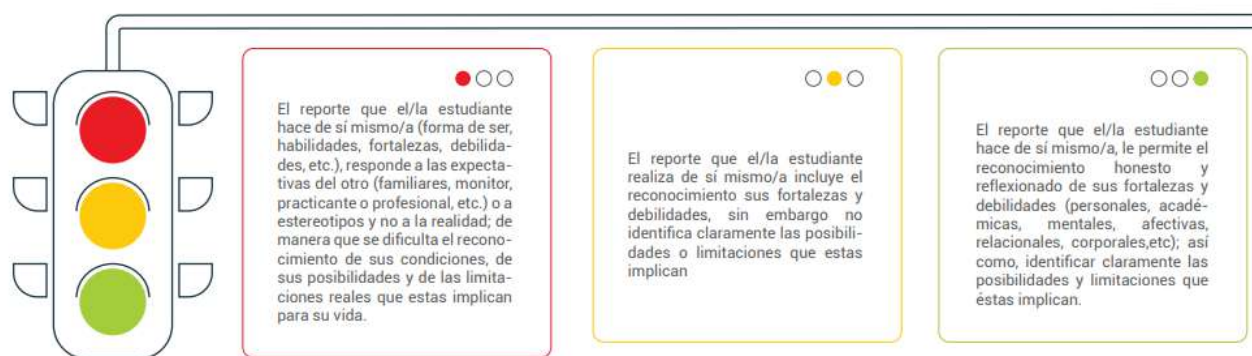 El reporte que el/la estudiante
hace de sí mismo/a (forma de ser,
habilidades, fortalezas, debilida-
des, etc.), responde a las expecta-
tivas del otro (familiares, monitor,
practicante o profesional, etc.) o a
estereotipos y no a la realidad; de
manera que se dificulta el recono-
cimiento de sus condiciones, de
sus posibilidades y de las limita-
ciones reales que estas implican
para su vida.
El reporte que el/la estudiante
realiza de sí mismo/a incluye el
reconocimiento sus fortalezas y
debilidades, sin embargo no
identifica claramente las posibili-
dades o limitaciones que estas
implican
El reporte que el/la estudiante
hace de sí mismo/a, le permite el
reconocimiento honesto y
reflexionado de sus fortalezas y
debilidades (personales, acadé-
micas, mentales, afectivas,
relacionales, corporales,etc); así
como, identificar claramente las
posibilidades y limitaciones que
éstas implican.